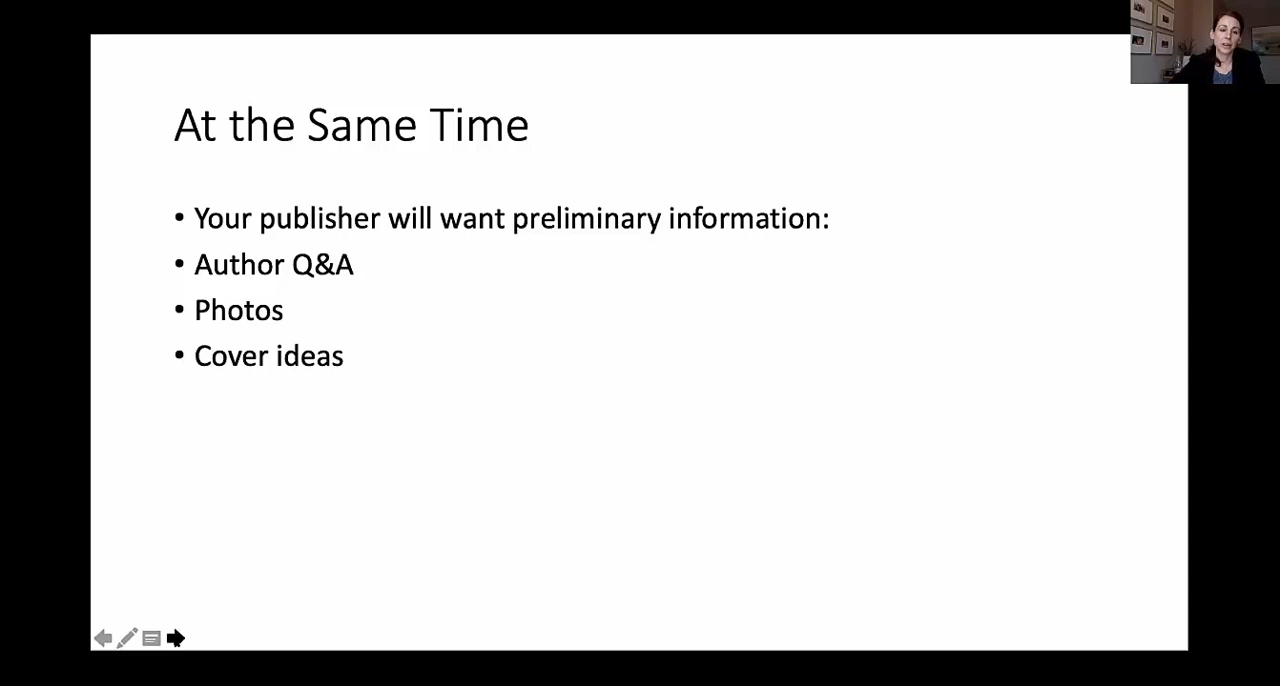 At the Same Time
• Your publisher will want preliminary information:
• Author Q&A
• Photos
• Cover ideas